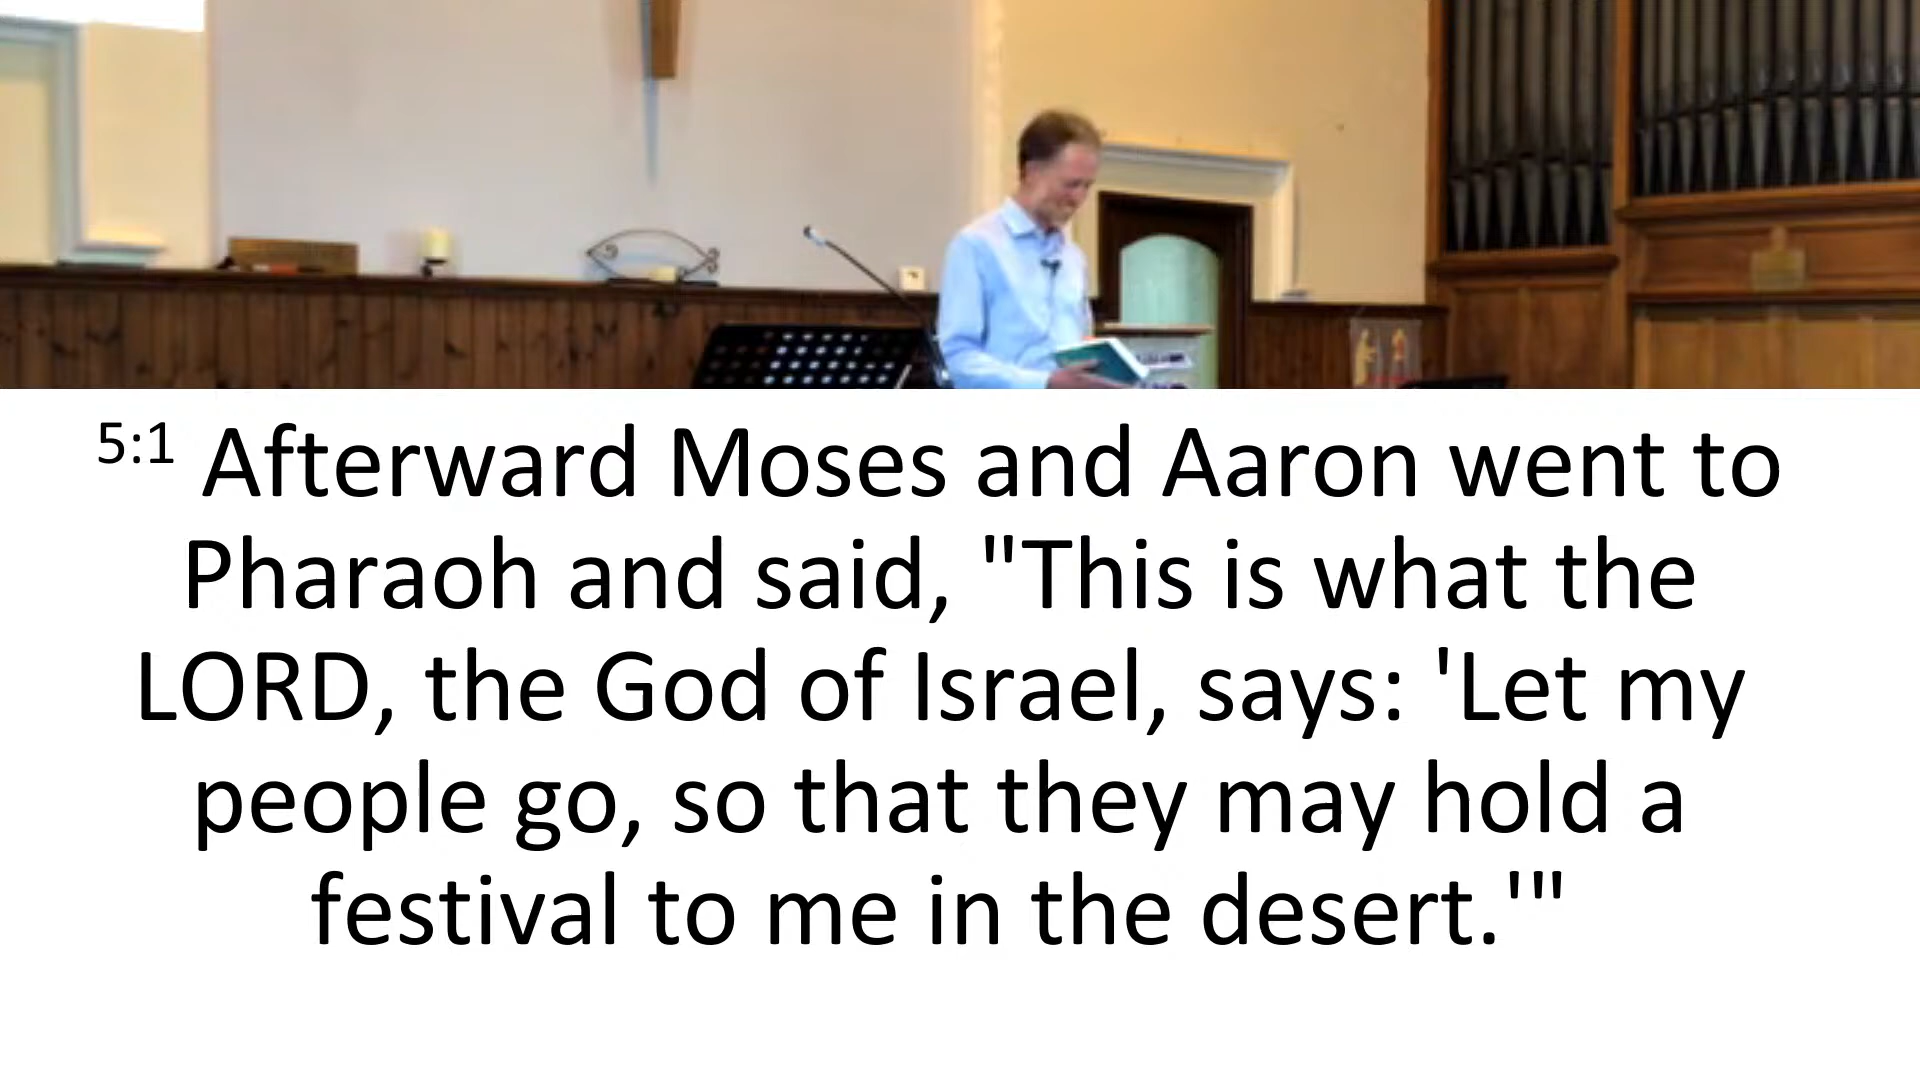 5:1 Afterward Moses and Aaron went to
Pharaoh and said, "This is what the
LORD, the God of Israel, says: 'Let my
people go, so that they may hold a
festival to me in the desert.'"